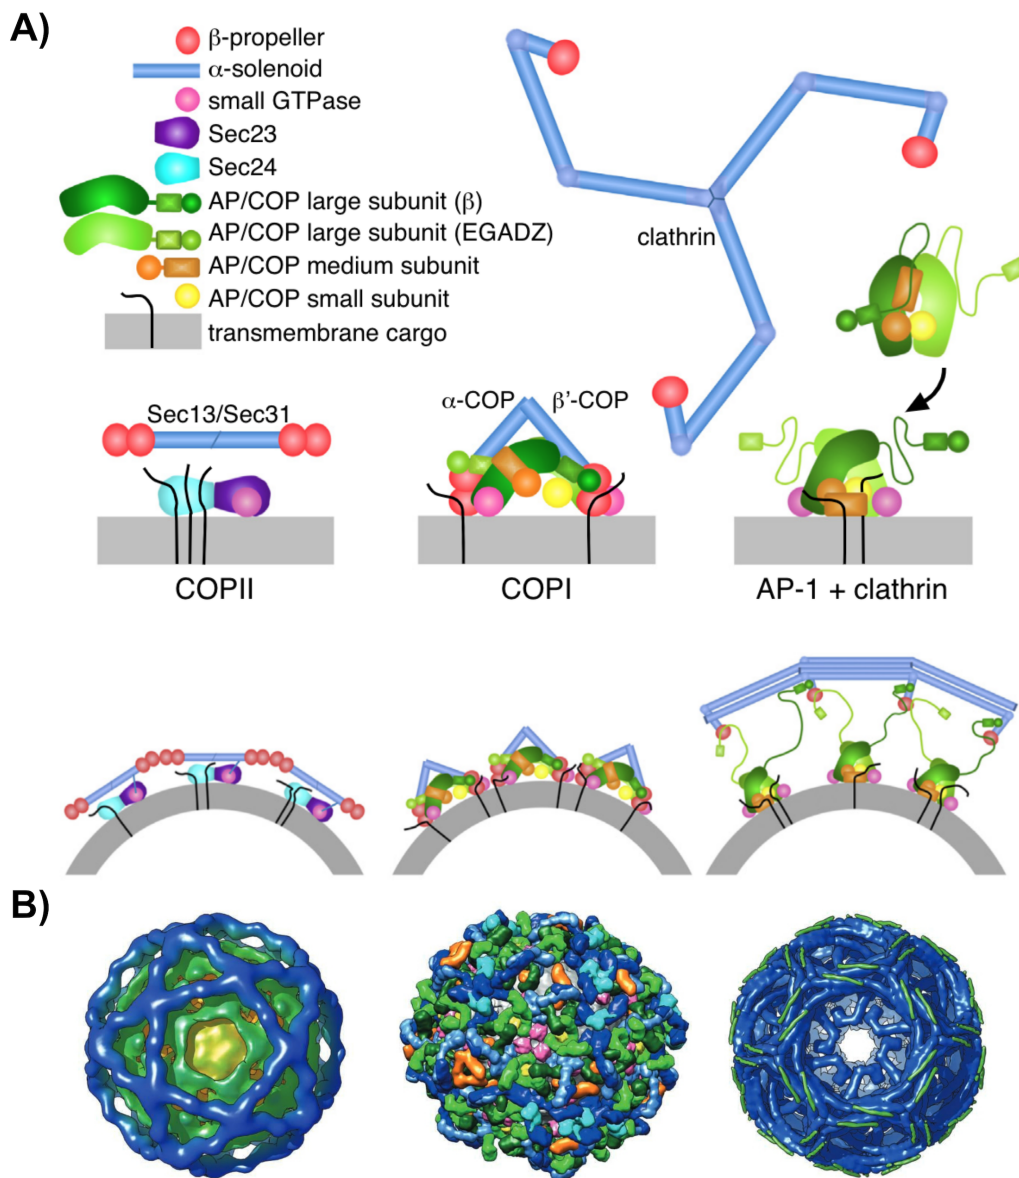 A)
β-propeller
α-solenoid
small GTPase
Sec23
Sec24
AP/COP large subunit (β)
AP/COP large subunit (EGADZ)
AP/COP medium subunit
AP/COP small subunit
transmembrane cargo
clathrin
Sec13/Sec31
α-COP
β'-COP
COPII
COPI
AP-1 + clathrin
B)